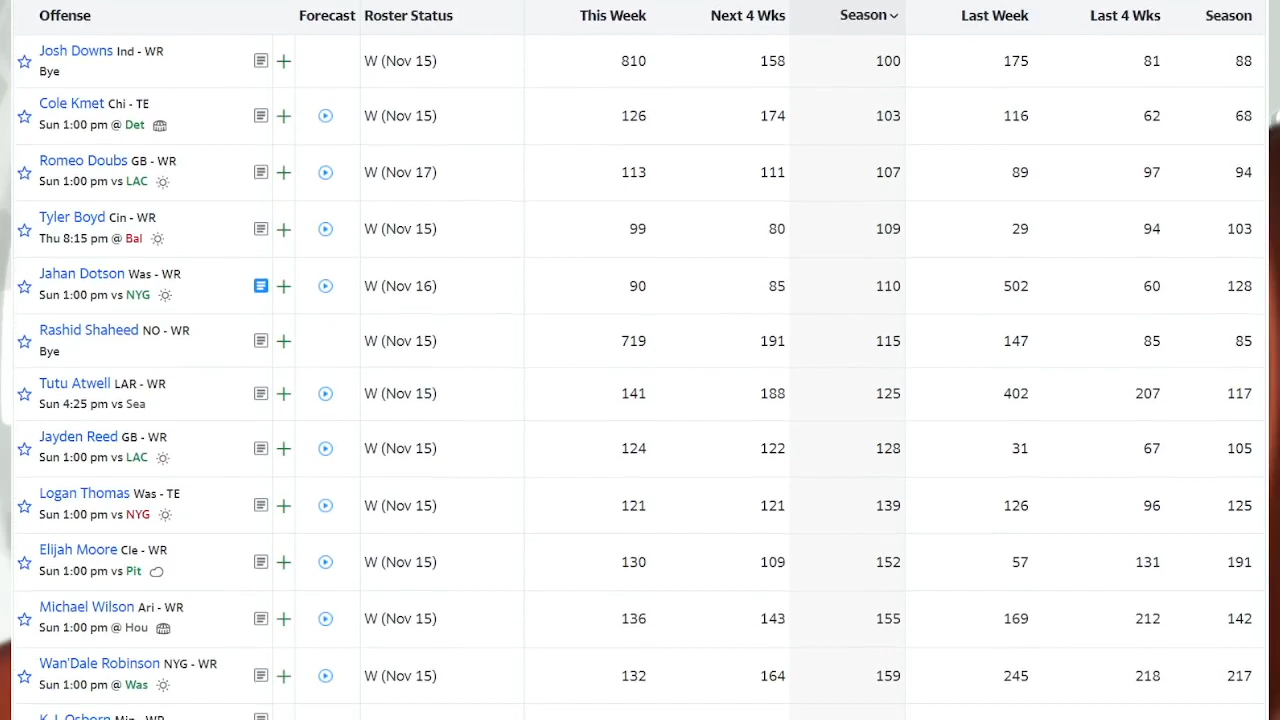 Offense Forecast Roster Status This Week Next 4 Wks Season Last Week Last 4 Wks Season
Josh Downs Ind - WR
Bye
W (Nov 15) 810 158 100 175 81 88
Cole Kmet Chi - TE
Sun 1:00 pm @ Det
W (Nov 15) 126 174 103 116 62 68
Romeo Doubs GB - WR
Sun 1:00 pm vs LAC
W (Nov 17) 113 111 107 89 97 94
Tyler Boyd Cin - WR
Thu 8:15 pm @ Bal
W (Nov 15) 99 80 109 29 94 103
Jahan Dotson Was - WR
Sun 1:00 pm vs NYG
W (Nov 16) 90 85 110 502 60 128
Rashid Shaheed NO - WR
Bye
W (Nov 15) 719 191 115 147 85 85
Tutu Atwell LAR - WR
Sun 4:25 pm vs Sea
W (Nov 15) 141 188 125 402 207 117
Jayden Reed GB - WR
Sun 1:00 pm vs LAC
W (Nov 15) 124 122 128 31 67 105
Logan Thomas Was - TE
Sun 1:00 pm vs NYG
W (Nov 15) 121 121 139 126 96 125
Elijah Moore Cle - WR
Sun 1:00 pm vs Pit
W (Nov 15) 130 109 152 57 131 191
Michael Wilson Ari - WR
Sun 1:00 pm @ Hou
W (Nov 15) 136 143 155 169 212 142
Wan'Dale Robinson NYG - WR
Sun 1:00 pm @ Was
W (Nov 15) 132 164 159 245 218 217
K.J. Osborn Min - WR